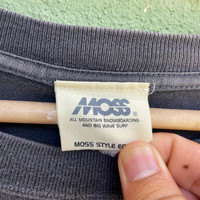 MOSS®
ALL MOUNTAIN SNOWBOARDING
AND BIG WAVE SURF
MOSS STYLE